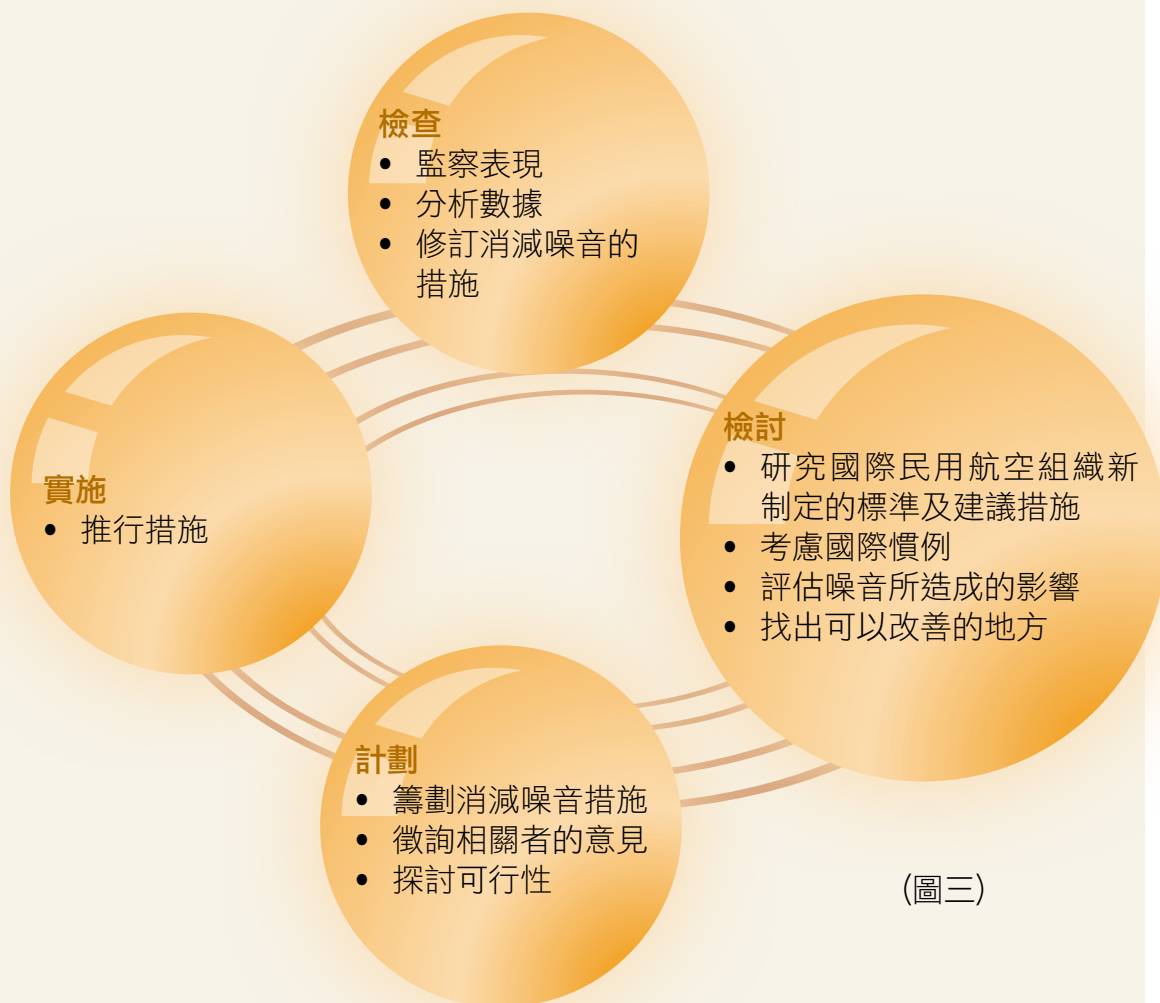 檢查
• 監察表現
• 分析數據
• 修訂消減噪音的
措施
檢討
• 研究國際民用航空組織新
制定的標準及建議措施
• 考慮國際慣例
• 評估噪音所造成的影響
• 找出可以改善的地方
實施
• 推行措施
計劃
• 籌劃消減噪音措施
• 徵詢相關者的意見
• 探討可行性
(圖三)